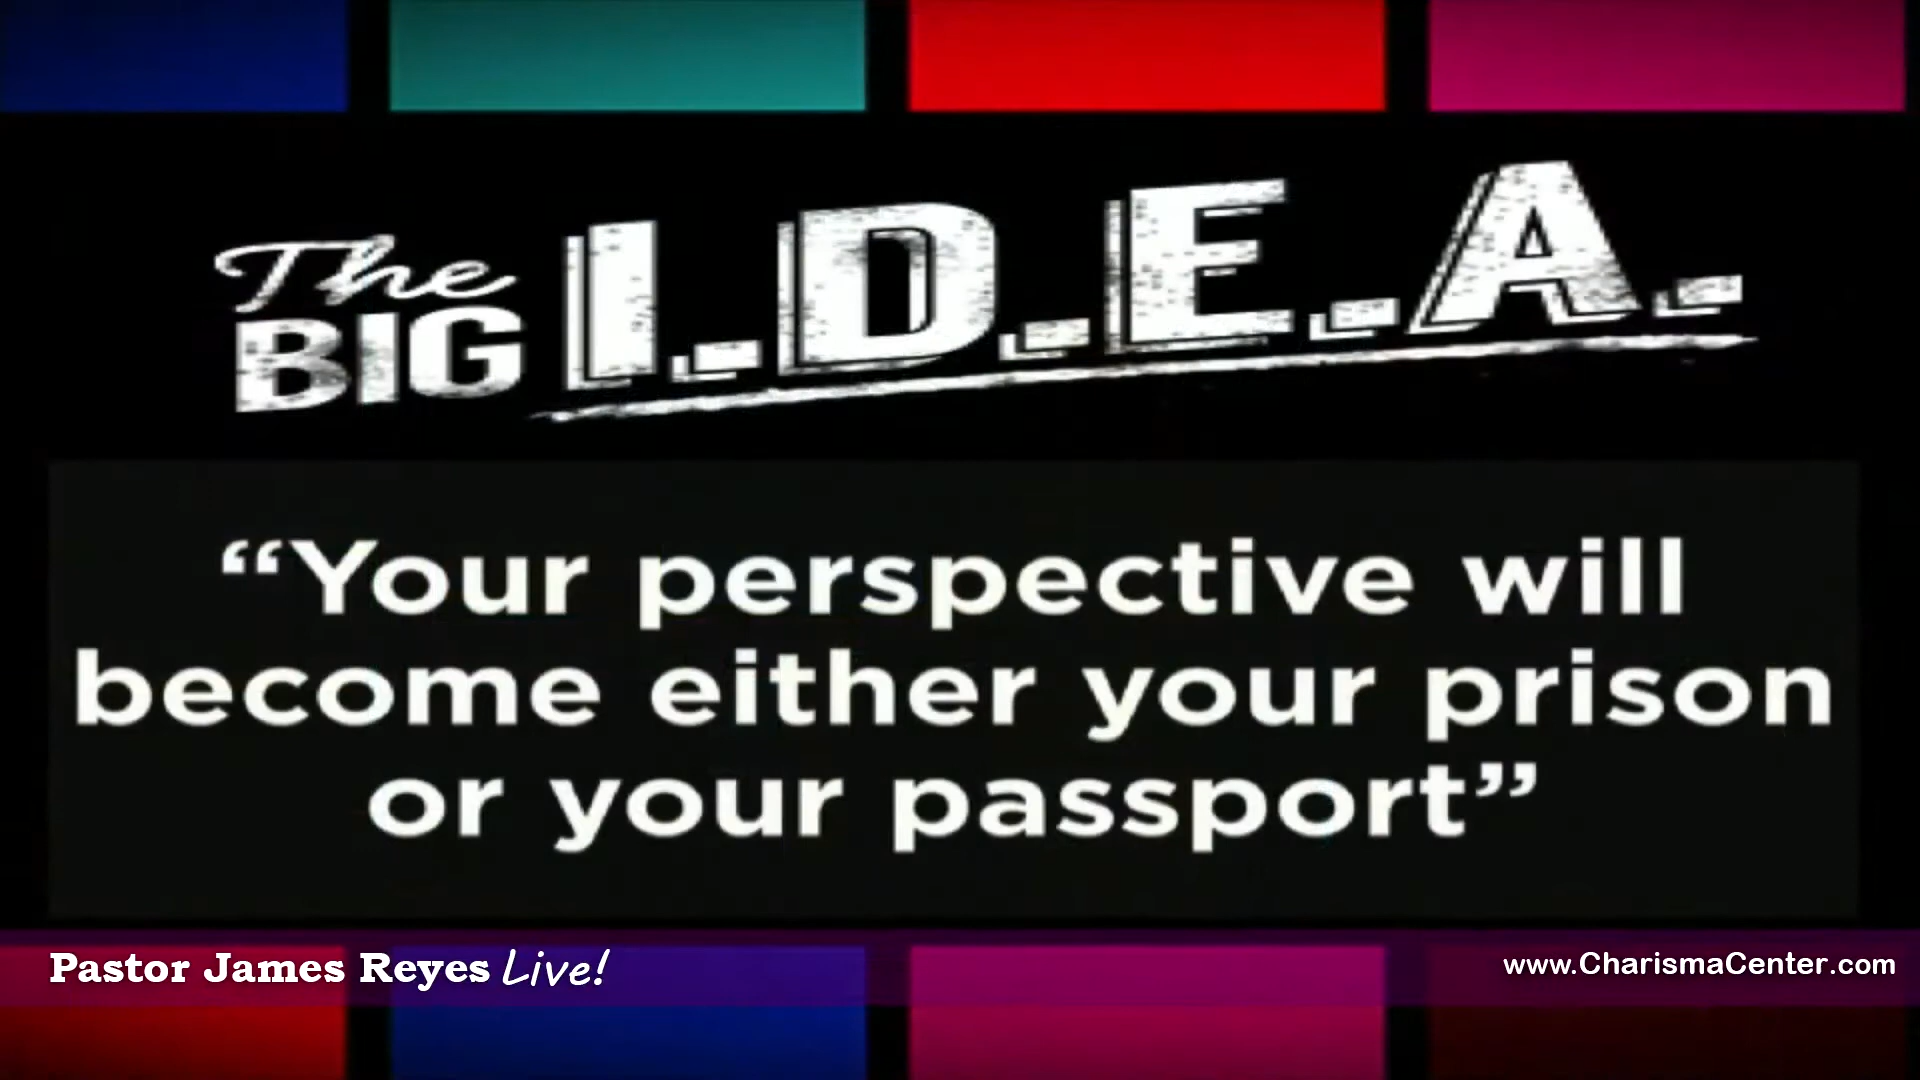 The
BIG I.D.E.A.
“Your perspective will
become either your prison
or your passport”
Pastor James Reyes Live!
www.CharismaCenter.com